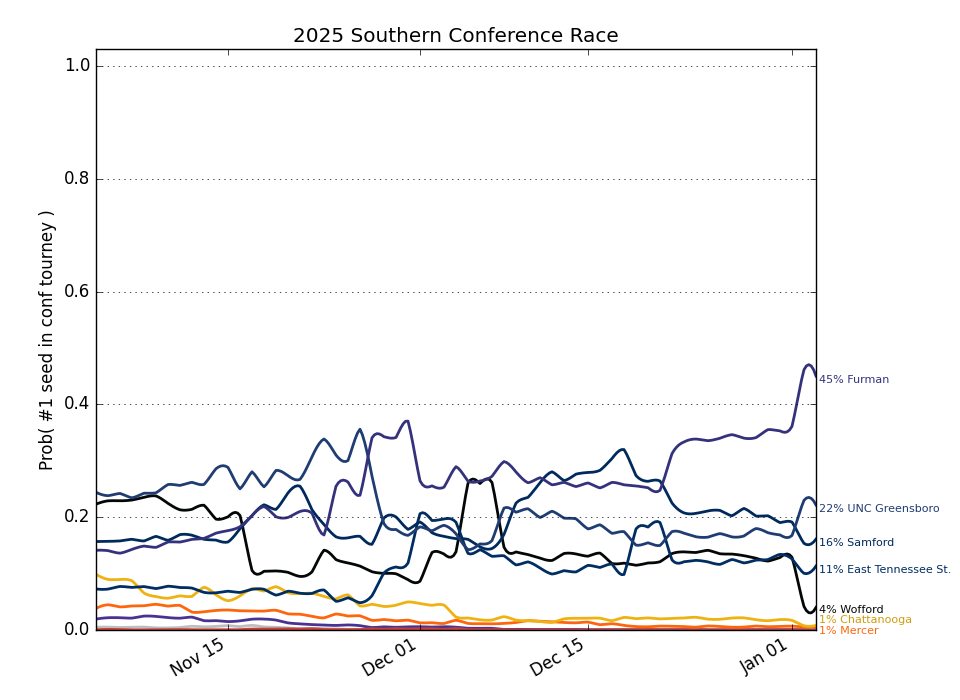 2025 Southern Conference Race
Prob( #1 seed in conf tourney )
1.0
0.8
0.6
0.4
0.2
0.0
Nov 15
Dec 01
Dec 15
Jan 01
45% Furman
22% UNC Greensboro
16% Samford
11% East Tennessee St.
4% Wofford
1% Chattanooga
1% Mercer